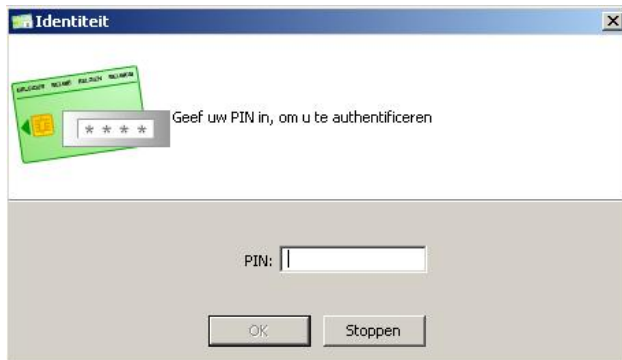 Identiteit
* * * *
Geef uw PIN in, om u te authentificeren
PIN:
OK
Stoppen